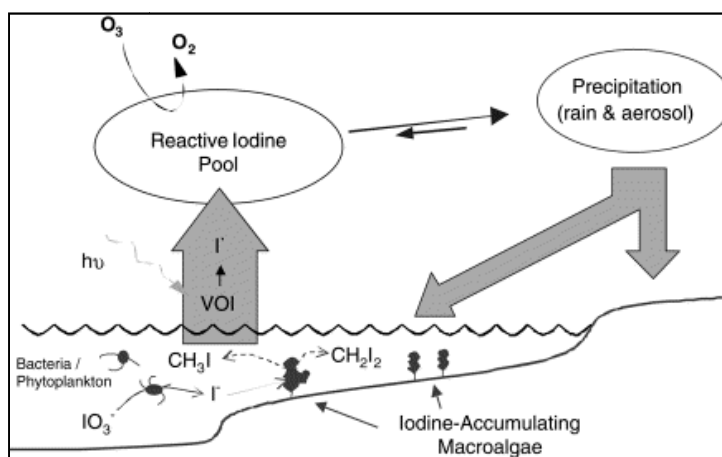 O₃
O₂
Reactive Iodine
Pool
Precipitation
(rain & aerosol)
hυ
I˙
VOI
CH₃I
CH₂I₂
Bacteria /
Phytoplankton
I⁻
IO₃⁻
Iodine-Accumulating
Macroalgae